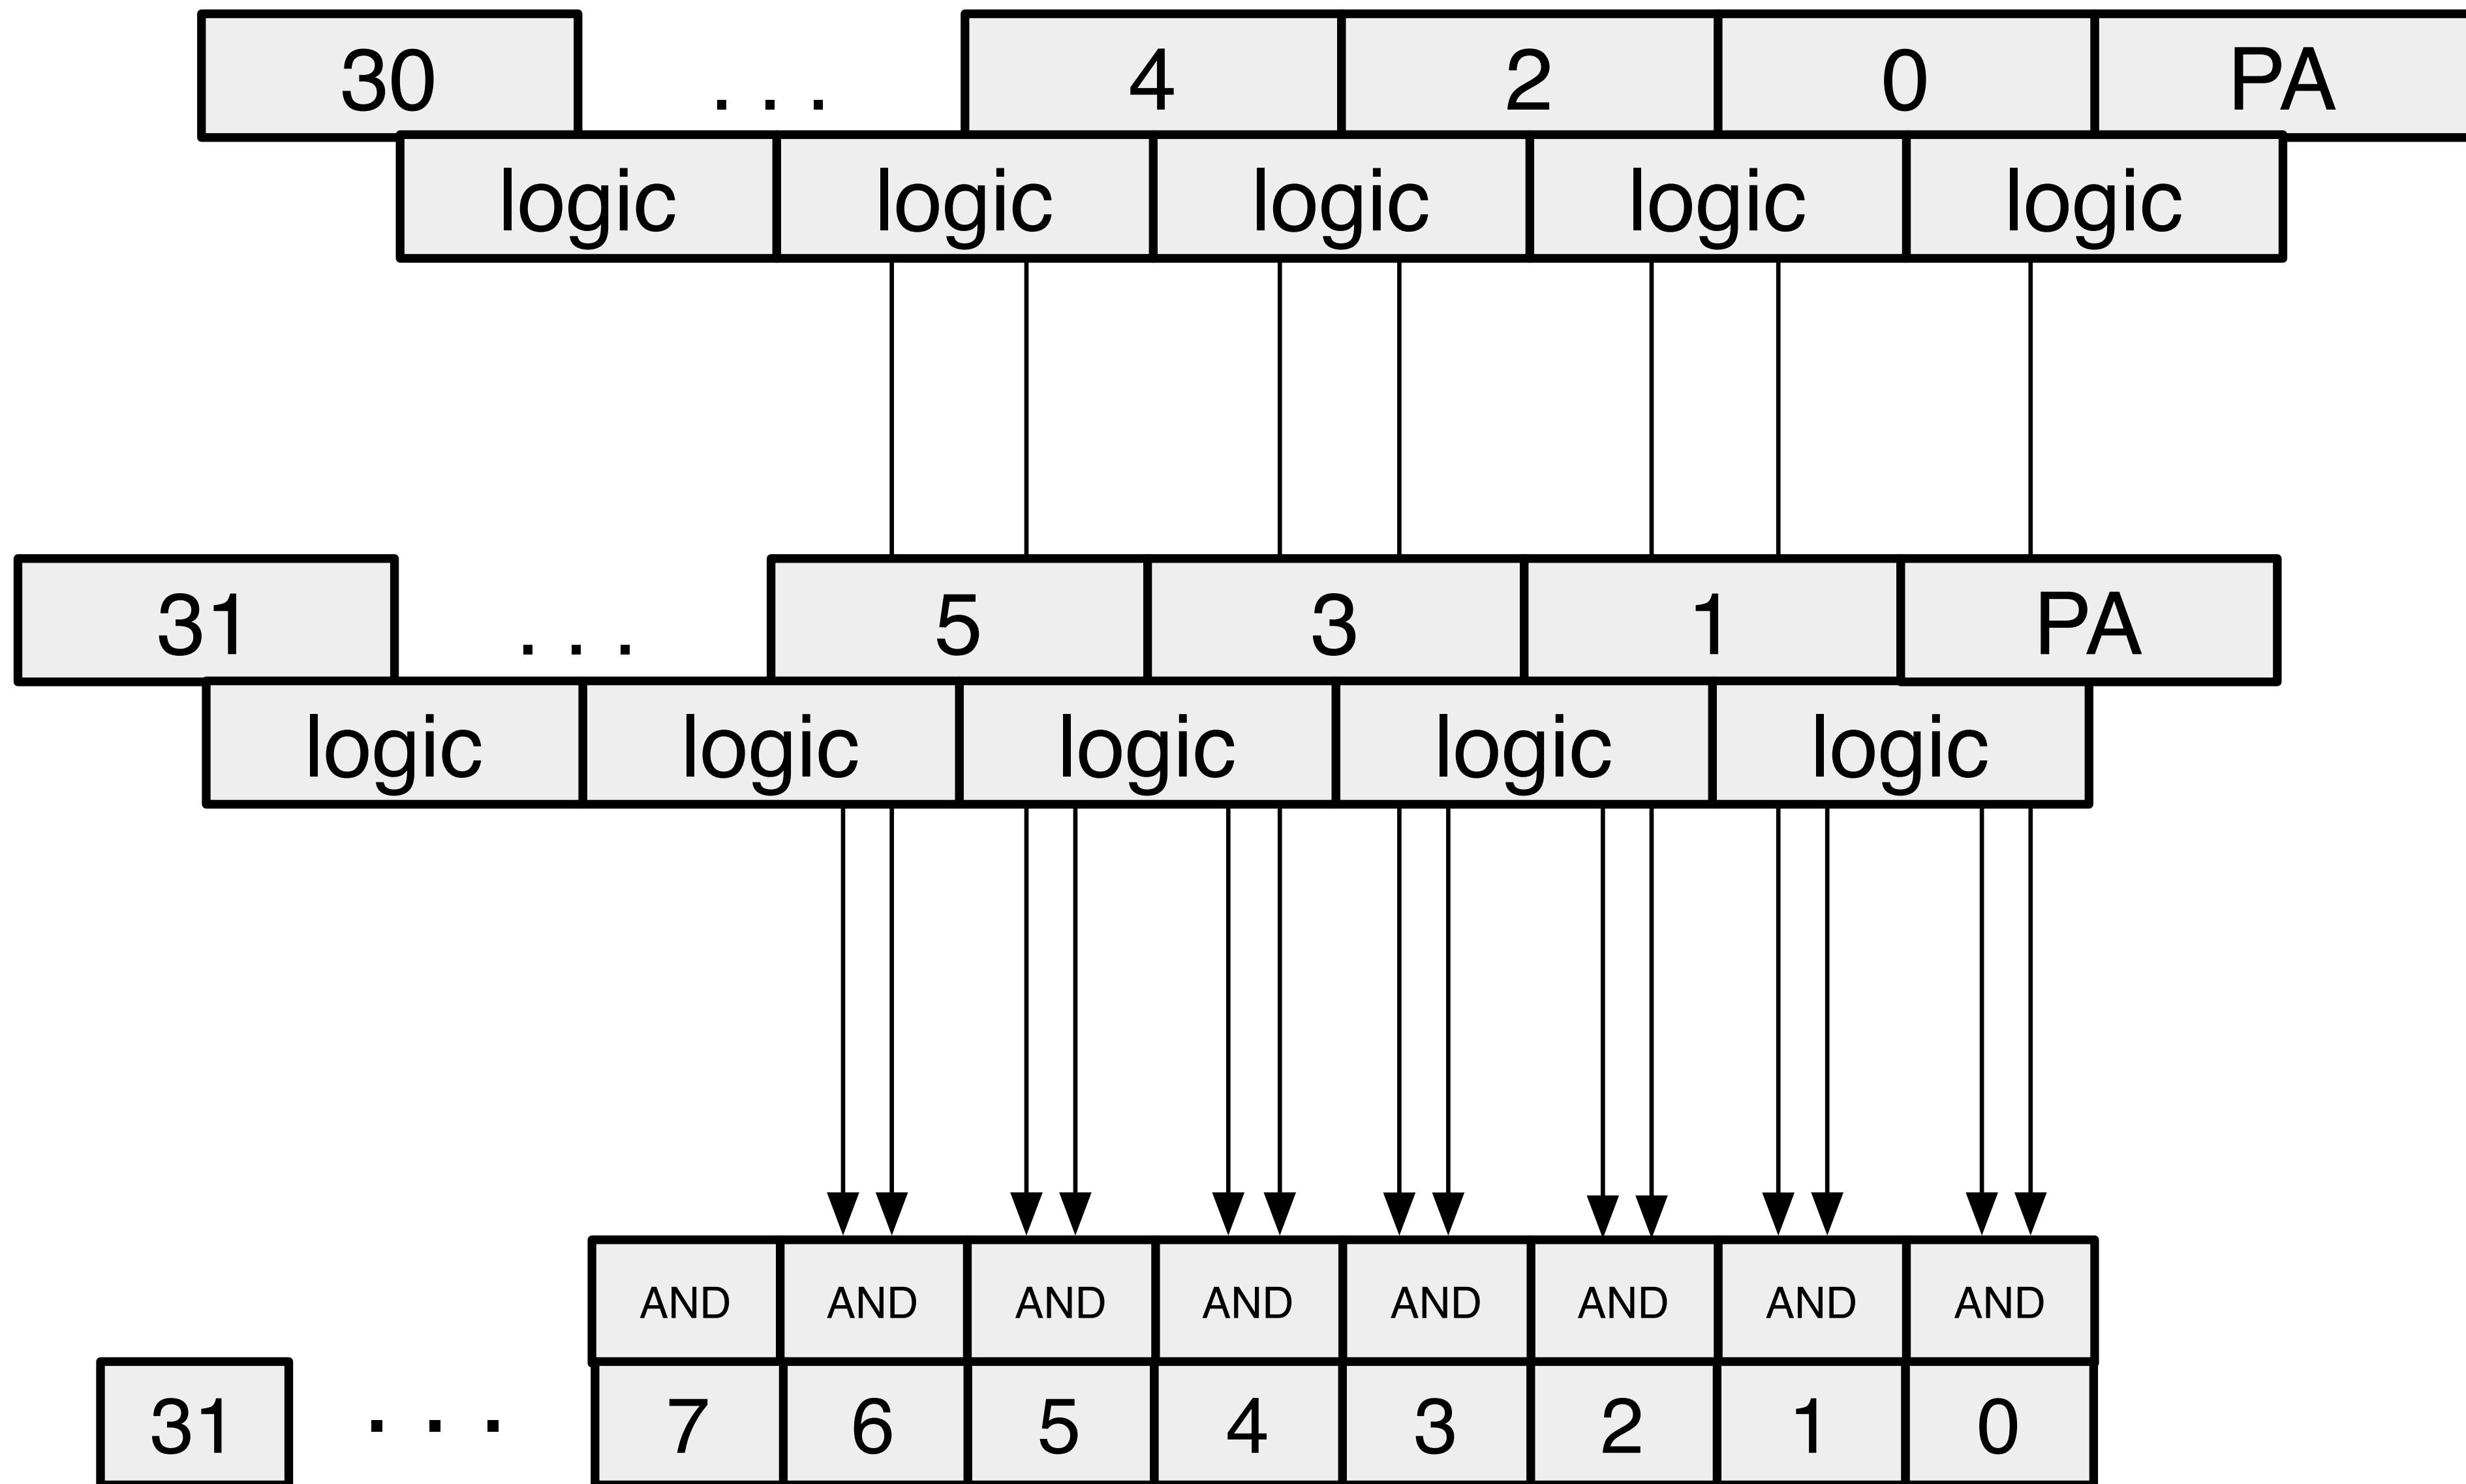 30 . . . 4 2 0 PA
logic logic logic logic logic
31 . . . 5 3 1 PA
logic logic logic logic logic
AND AND AND AND AND AND AND AND
31 . . . 7 6 5 4 3 2 1 0